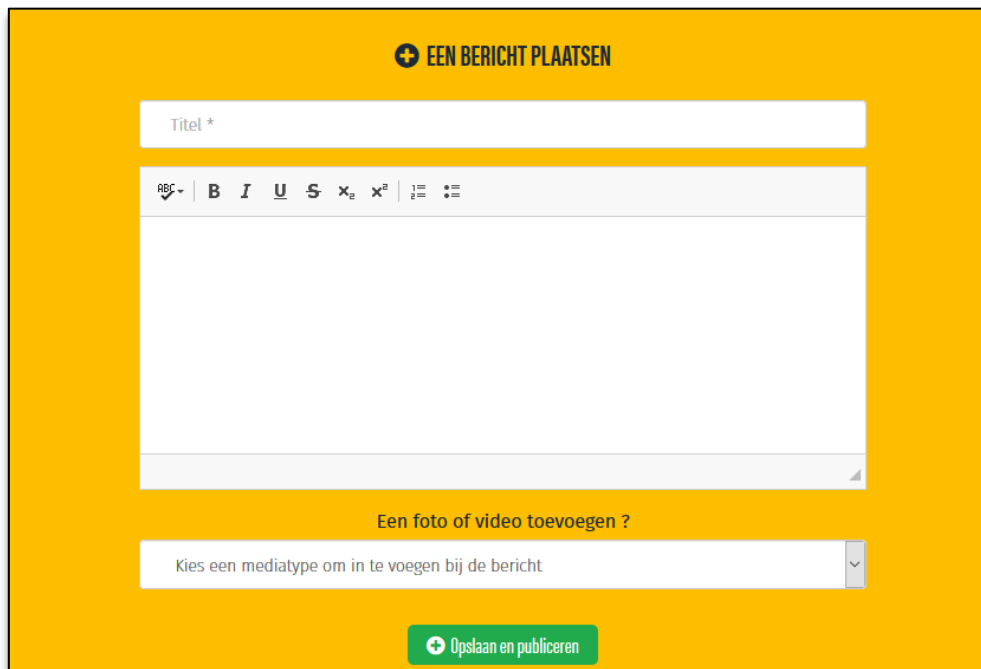 EEN BERICHT PLAATSEN
Titel *
ABC B I U S x₂ x²
Een foto of video toevoegen ?
Kies een mediatype om in te voegen bij de bericht
Opslaan en publiceren